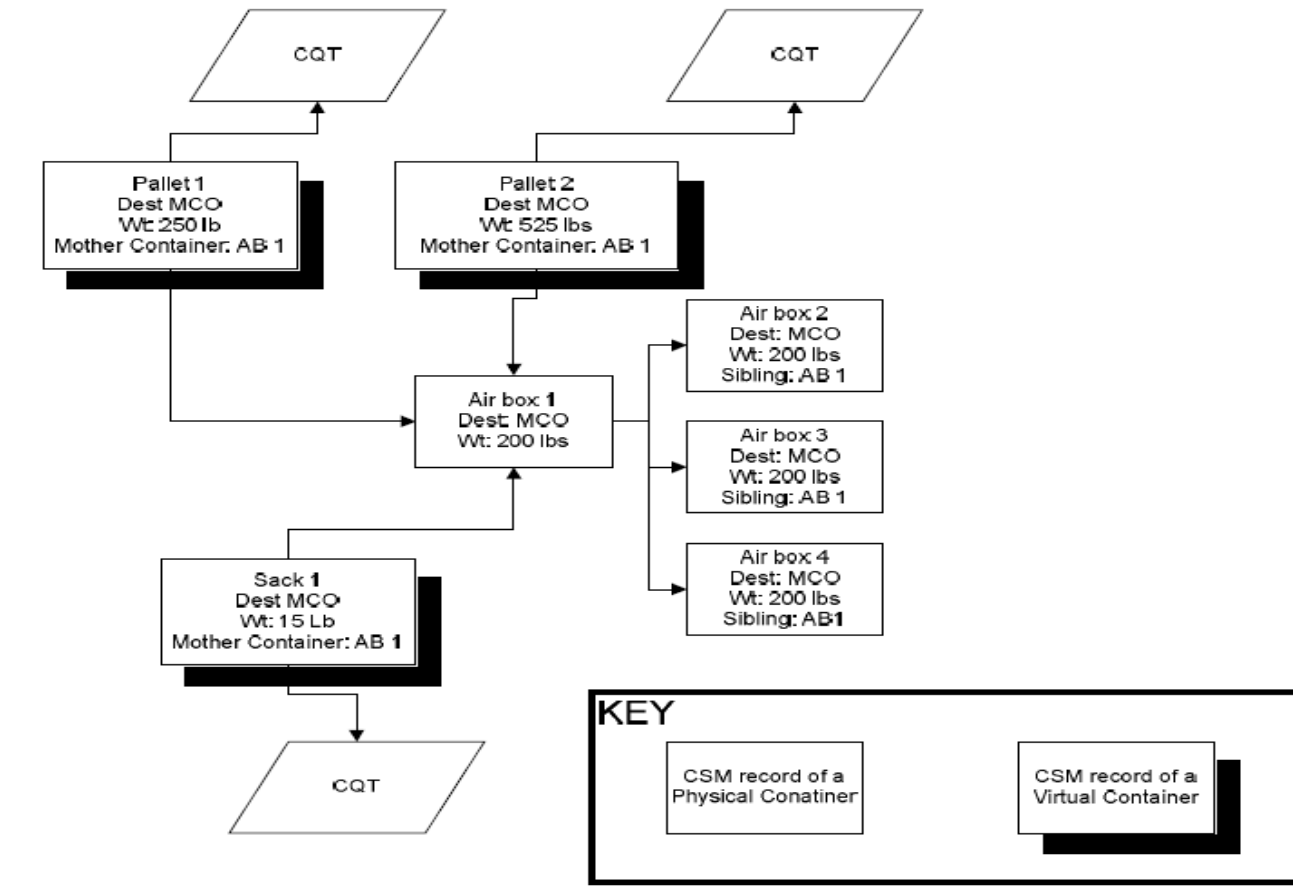 CQT
CQT
Pallet 1
Dest MCO
Wt: 250 lb
Mother Container: AB 1
Pallet 2
Dest MCO
Wt: 525 lbs
Mother Container: AB 1
Air box 2
Dest: MCO
Wt: 200 lbs
Sibling: AB 1
Air box 1
Dest: MCO
Wt: 200 lbs
Air box 3
Dest: MCO
Wt: 200 lbs
Sibling: AB 1
Air box 4
Dest: MCO
Wt: 200 lbs
Sibling: AB1
Sack 1
Dest MCO
Wt: 15 Lb
Mother Container: AB 1
CQT
KEY
CSM record of a
Physical Conatiner
CSM record of a
Virtual Container